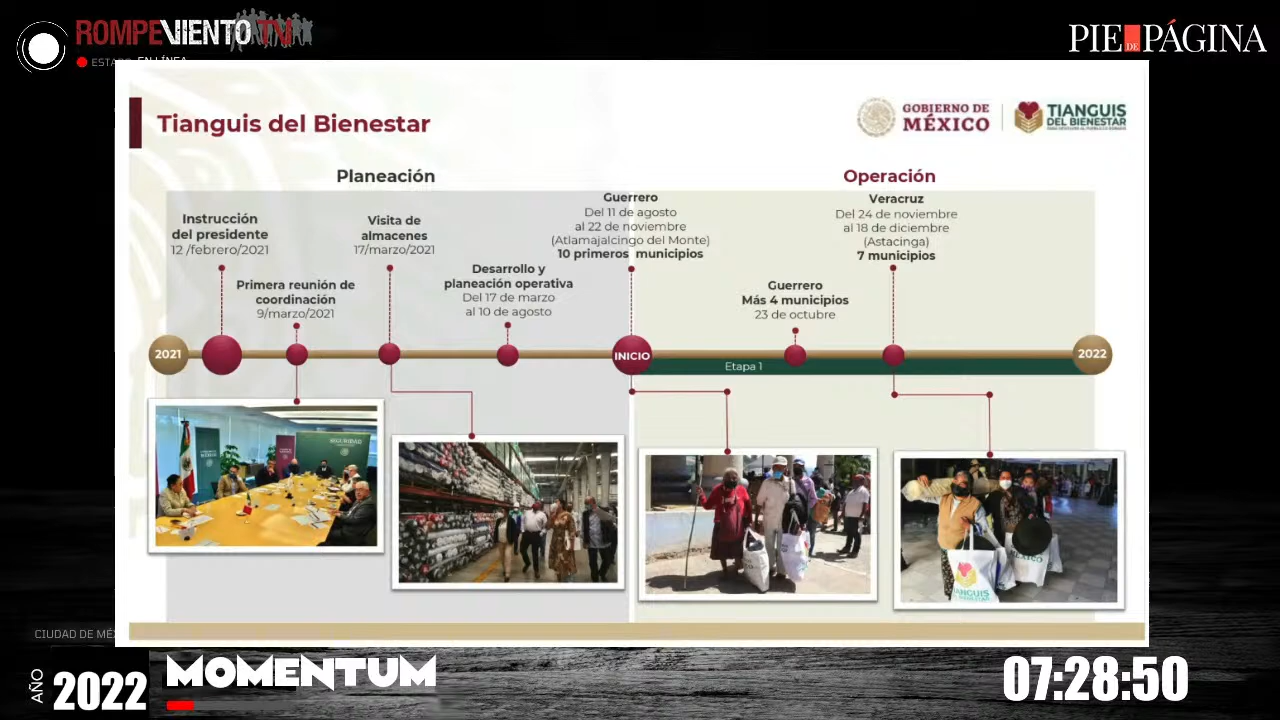 ROMPEVIENTO TV
EN LÍNEA
PIE DE PÁGINA
Tianguis del Bienestar
GOBIERNO DE
MÉXICO
TIANGUIS
DEL BIENESTAR
Planeación
Operación
Instrucción
del presidente
12 /febrero/2021
Primera reunión de
coordinación
9/marzo/2021
Visita de
almacenes
17/marzo/2021
Desarrollo y
planeación operativa
Del 17 de marzo
al 10 de agosto
Guerrero
Del 11 de agosto
al 22 de noviembre
(Atlamajalcingo del Monte)
10 primeros municipios
Guerrero
Más 4 municipios
23 de octubre
Veracruz
Del 24 de noviembre
al 18 de diciembre
(Astacinga)
7 municipios
2021
INICIO
2022
Etapa 1
SEGURIDAD
MÉXICO
TIANGUIS
CIUDAD DE MÉ
AÑO
2022
MOMENTUM
07:28:50